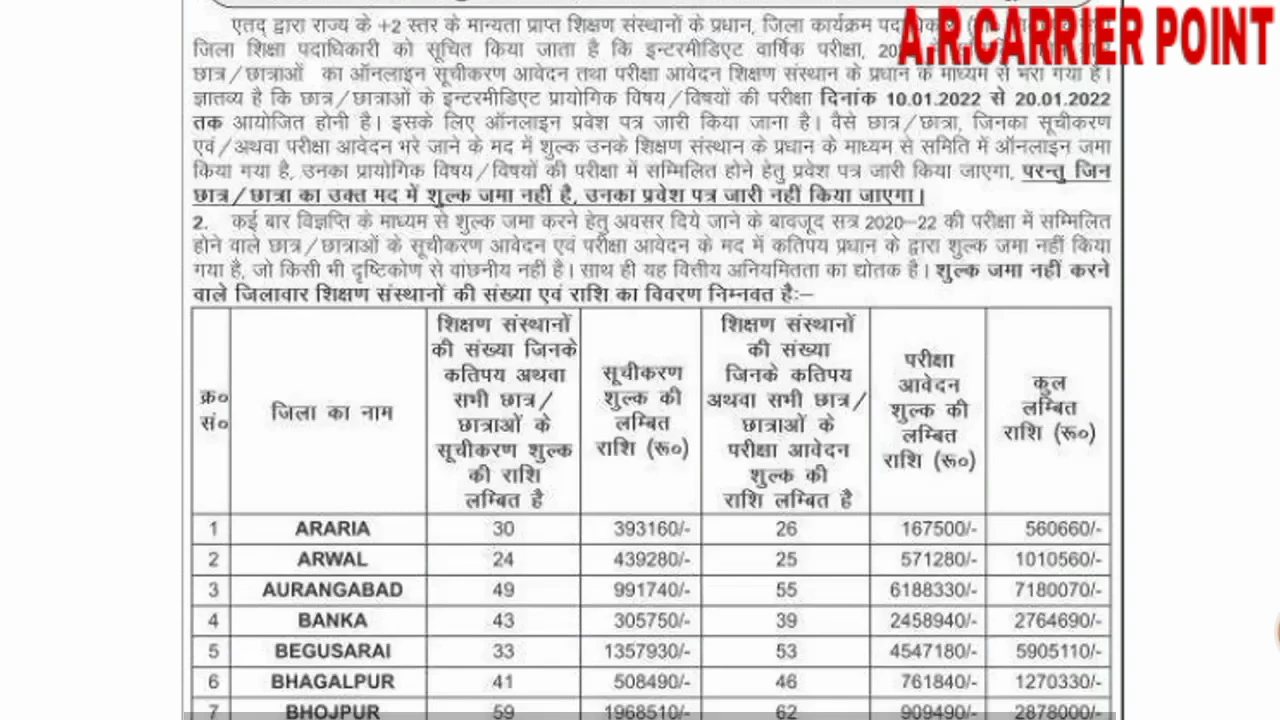 A.R.CARRIER POINT
एतद् द्वारा राज्य के +2 स्तर के मान्यता प्राप्त शिक्षण संस्थानों के प्रधान, जिला कार्यक्रम
जिला शिक्षा पदाधिकारी को सूचित किया जाता है कि इन्टरमीडिएट वार्षिक परीक्षा,
छात्र/छात्राओं का ऑनलाइन सूचीकरण आवेदन तथा परीक्षा आवेदन शिक्षण संस्थान के प्रधान के माध्यम से भरा गया है।
ज्ञातव्य है कि छात्र/छात्राओं के इन्टरमीडिएट प्रायोगिक विषय/विषयों की परीक्षा दिनांक 10.01.2022 से 20.01.2022
तक आयोजित होनी है। इसके लिए ऑनलाइन प्रवेश पत्र जारी किया जाना है। वैसे छात्र/छात्रा, जिनका सूचीकरण
एवं/अथवा परीक्षा आवेदन भरे जाने के मद में शुल्क उनके शिक्षण संस्थान के प्रधान के माध्यम से समिति में ऑनलाइन जमा
किया गया है, उनका प्रायोगिक विषय/विषयों की परीक्षा में सम्मिलित होने हेतु प्रवेश पत्र जारी किया जाएगा, परन्तु जिन
छात्र/छात्रा का उक्त मद में शुल्क जमा नहीं है, उनका प्रवेश पत्र जारी नहीं किया जाएगा।
2. कई बार विज्ञप्ति के माध्यम से शुल्क जमा करने हेतु अवसर दिये जाने के बावजूद सत्र 2020–22 की परीक्षा में सम्मिलित
होने वाले छात्र/छात्राओं के सूचीकरण आवेदन एवं परीक्षा आवेदन के मद में कतिपय प्रधान के द्वारा शुल्क जमा नहीं किया
गया है, जो किसी भी दृष्टिकोण से वांछनीय नहीं है। साथ ही यह वित्तीय अनियमितता का द्योतक है। शुल्क जमा नहीं करने
वाले जिलावार शिक्षण संस्थानों की संख्या एवं राशि का विवरण निम्नवत है:–
क्र० सं० जिला का नाम शिक्षण संस्थानों की संख्या जिनके कतिपय अथवा सभी छात्र/छात्राओं के सूचीकरण शुल्क की राशि लम्बित है सूचीकरण शुल्क की लम्बित राशि (रू०) शिक्षण संस्थानों की संख्या जिनके कतिपय अथवा सभी छात्र/छात्राओं के परीक्षा आवेदन शुल्क की राशि लम्बित है परीक्षा आवेदन शुल्क की लम्बित राशि (रू०) कुल लम्बित राशि (रू०)
1 ARARIA 30 393160/- 26 167500/- 560660/-
2 ARWAL 24 439280/- 25 571280/- 1010560/-
3 AURANGABAD 49 991740/- 55 6188330/- 7180070/-
4 BANKA 43 305750/- 39 2458940/- 2764690/-
5 BEGUSARAI 33 1357930/- 53 4547180/- 5905110/-
6 BHAGALPUR 41 508490/- 46 761840/- 1270330/-
7 BHOJPUR 59 1968510/- 62 909490/- 2878000/-